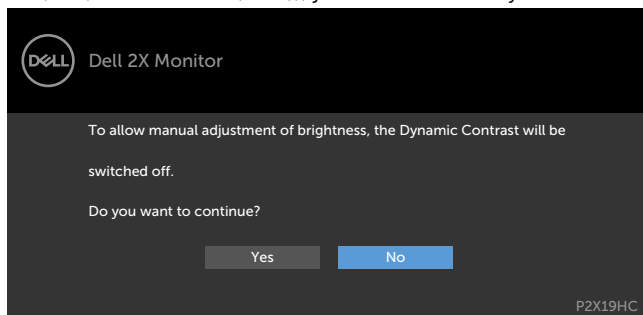 DELL
Dell 2X Monitor
To allow manual adjustment of brightness, the Dynamic Contrast will be
switched off.
Do you want to continue?
Yes No
P2X19HC